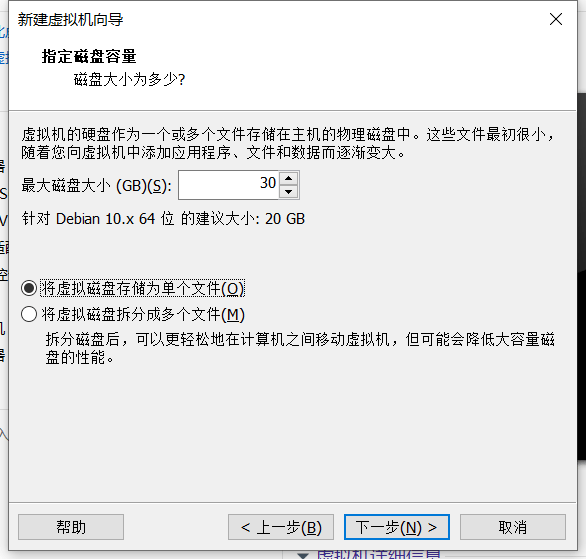 新建虚拟机向导
指定磁盘容量
磁盘大小为多少?
虚拟机的硬盘作为一个或多个文件存储在主机的物理磁盘中。这些文件最初很小，
随着您向虚拟机中添加应用程序、文件和数据而逐渐变大。
最大磁盘大小 (GB)(S): 30
针对 Debian 10.x 64 位 的建议大小: 20 GB
将虚拟磁盘存储为单个文件(O)
将虚拟磁盘拆分成多个文件(M)
拆分磁盘后，可以更轻松地在计算机之间移动虚拟机，但可能会降低大容量磁
盘的性能。
帮助 < 上一步(B) 下一步(N) > 取消
虚拟机详细信息